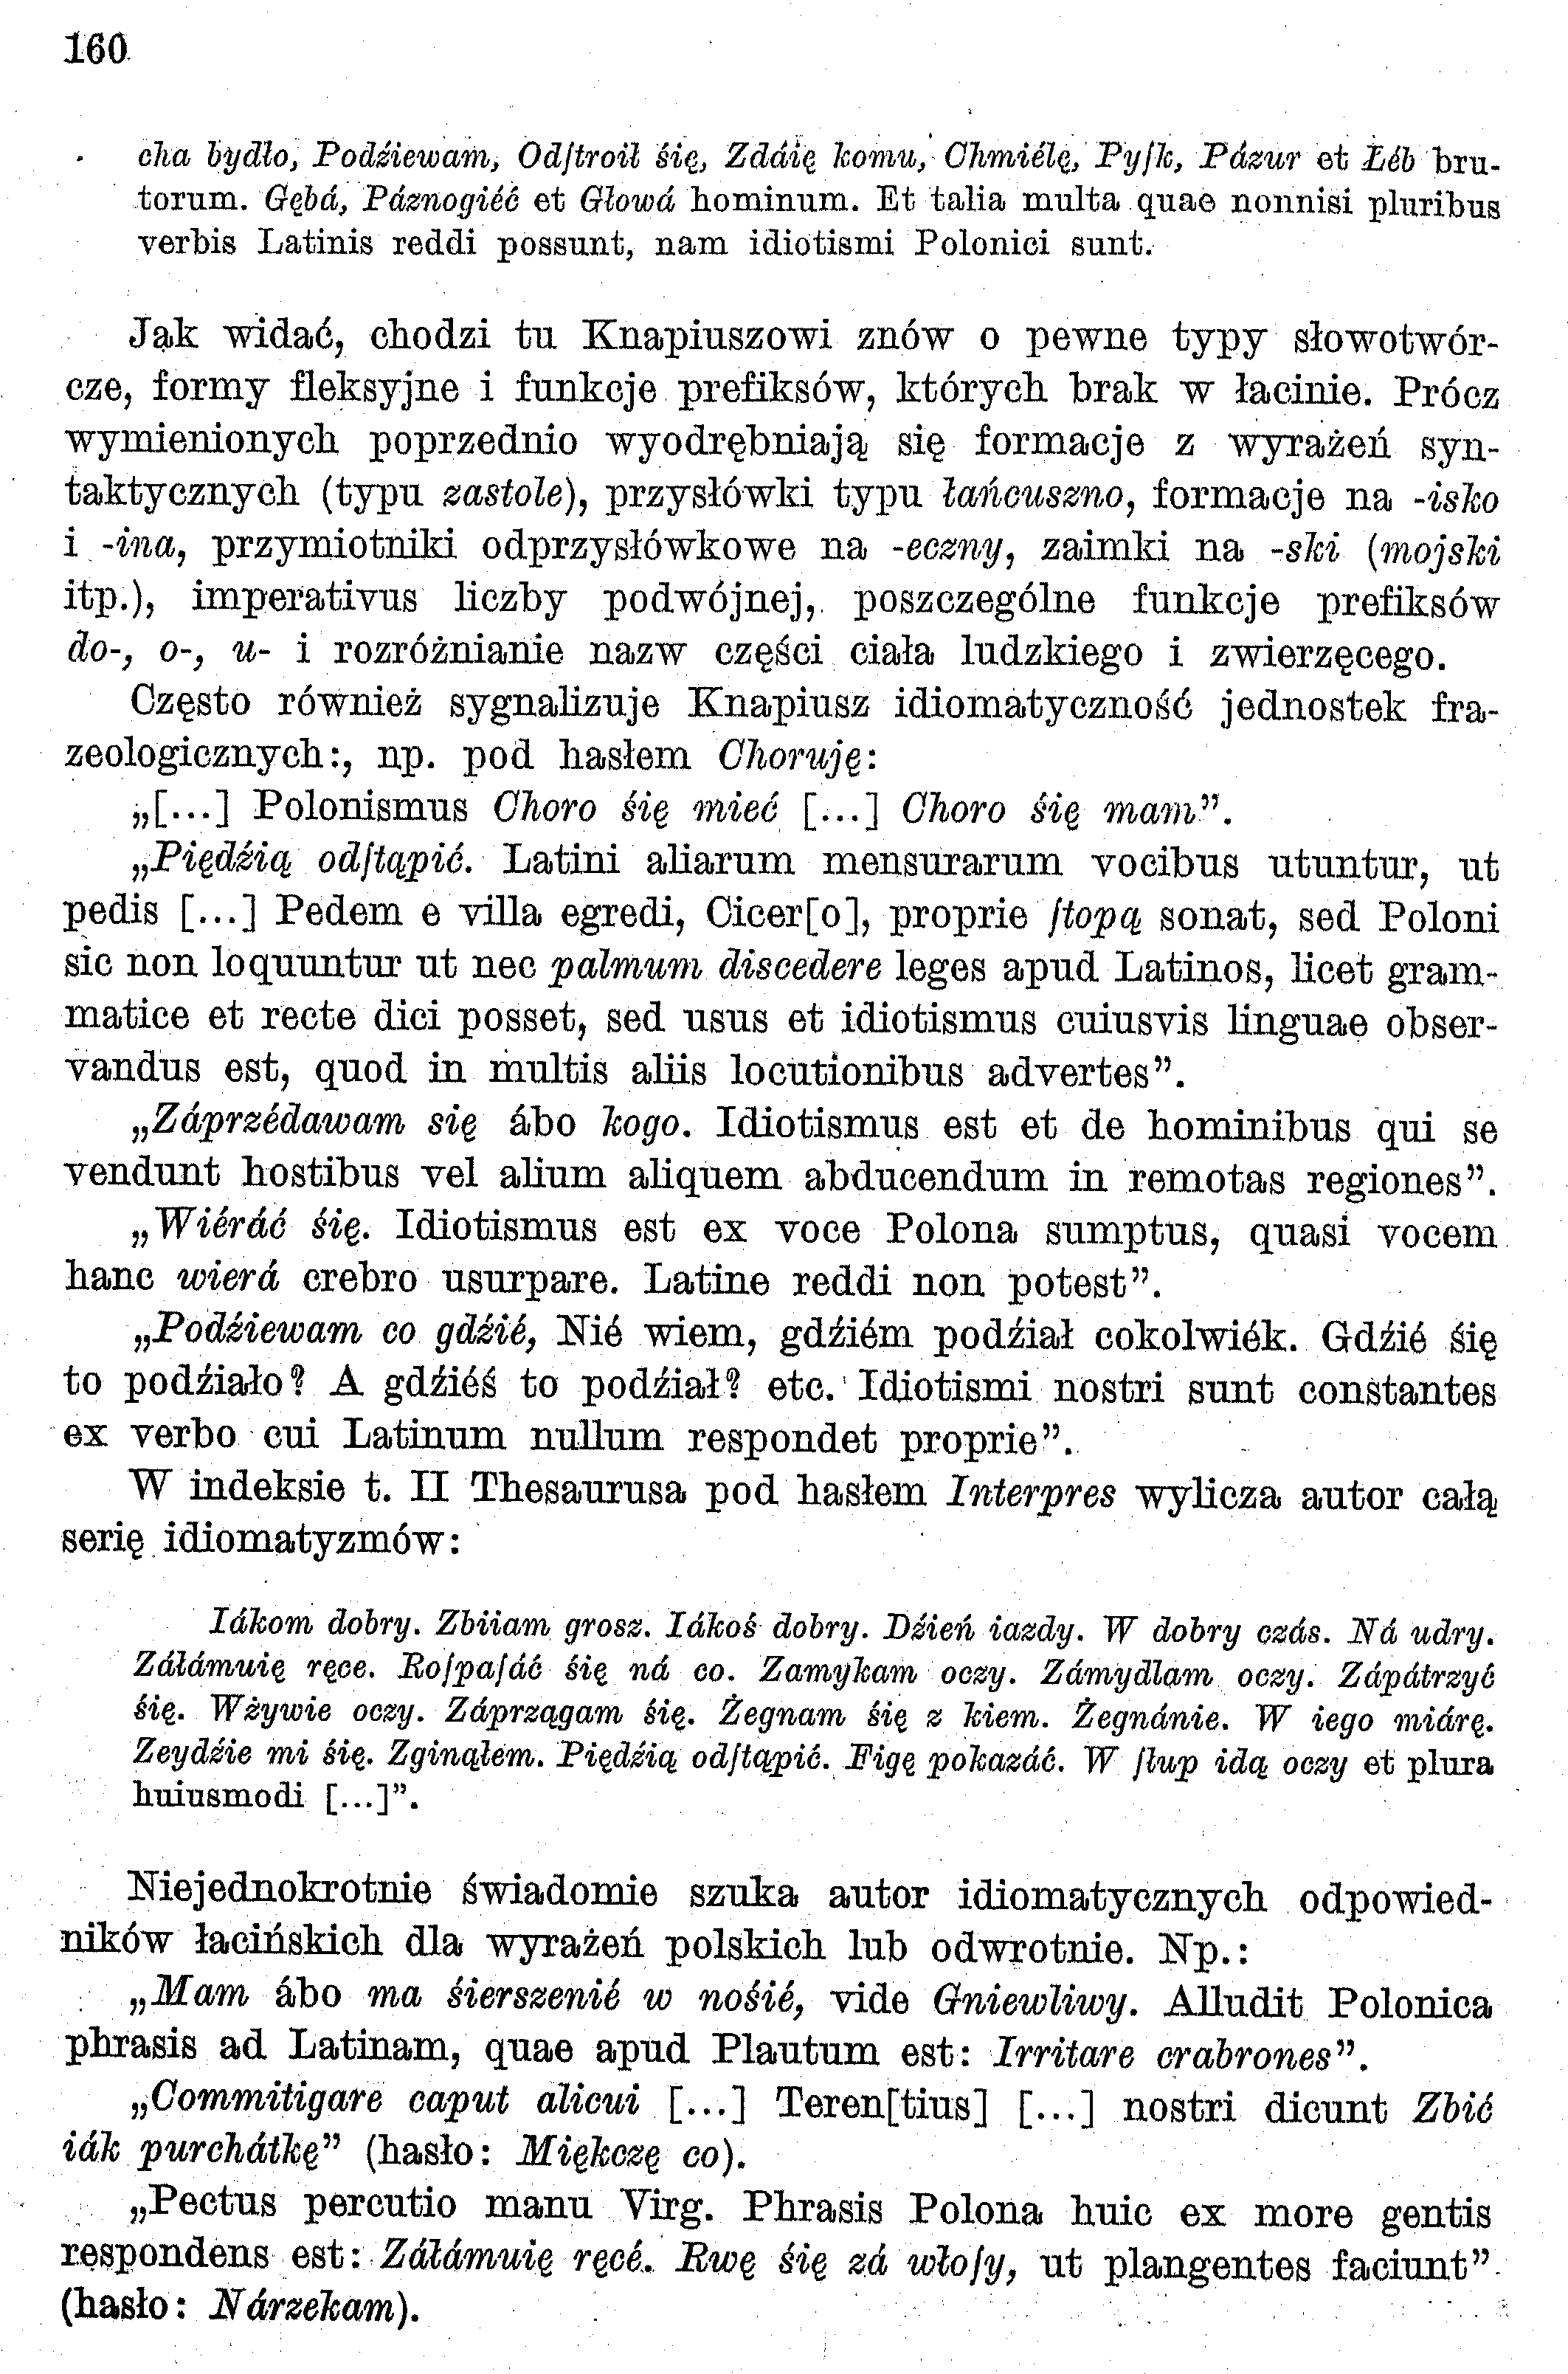 160
cha bydło, Podźiewam, Odſtroił śię, Zdáię komu, Chmiélę, Pyſk, Pázur et Łéb bru-
torum. Gębá, Páznogiéć et Głowá hominum. Et talia multa quae nonnisi pluribus
verbis Latinis reddi possunt, nam idiotismi Polonici sunt.
Jak widać, chodzi tu Knapiuszowi znów o pewne typy słowotwór-
cze, formy fleksyjne i funkcje prefiksów, których brak w łacinie. Prócz
wymienionych poprzednio wyodrębniają się formacje z wyrażeń syn-
taktycznych (typu zastole), przysłówki typu łańcuszno, formacje na -isko
i -ina, przymiotniki odprzysłówkowe na -eczny, zaimki na -ski (mojski
itp.), imperativus liczby podwójnej, poszczególne funkcje prefiksów
do-, o-, u- i rozróżnianie nazw części ciała ludzkiego i zwierzęcego.
Często również sygnalizuje Knapiusz idiomatyczność jednostek fra-
zeologicznych:, np. pod hasłem Choruję:
„[...] Polonismus Choro śię mieć [...] Choro śię mam”.
„Piędźią odſtąpić. Latini aliarum mensurarum vocibus utuntur, ut
pedis [...] Pedem e villa egredi, Cicer[o], proprie ſtopą sonat, sed Poloni
sic non loquuntur ut nec palmum discedere leges apud Latinos, licet gram-
matice et recte dici posset, sed usus et idiotismus cuiusvis linguae obser-
vandus est, quod in multis aliis locutionibus advertes”.
„Záprzédawam się ábo kogo. Idiotismus est et de hominibus qui se
vendunt hostibus vel alium aliquem abducendum in remotas regiones”.
„Wiéráć śię. Idiotismus est ex voce Polona sumptus, quasi vocem
hanc wierá crebro usurpare. Latine reddi non potest”.
„Podźiewam co gdźié, Nié wiem, gdźiém podźiał cokolwiék. Gdźié śię
to podźiało? A gdźiéś to podźiał? etc. Idiotismi nostri sunt constantes
ex verbo cui Latinum nullum respondet proprie”.
W indeksie t. II Thesaurusa pod hasłem Interpres wylicza autor całą
serię idiomatyzmów:
Iákom dobry. Zbiiam grosz. Iákoś dobry. Dźień iazdy. W dobry czás. Ná udry.
Záłámuię ręce. Roſpaſáć śię ná co. Zamykam oczy. Zámydlam oczy. Zápátrzyć
śię. Wżywie oczy. Záprzągam śię. Żegnam śię z kiem. Żegnánie. W iego miárę.
Zeydźie mi śię. Zginąłem. Piędźią odſtąpić. Figę pokazáć. W ſłup idą oczy et plura
huiusmodi [...]”.
Niejednokrotnie świadomie szuka autor idiomatycznych odpowied-
ników łacińskich dla wyrażeń polskich lub odwrotnie. Np.:
„Mam ábo ma śierszenié w nośié, vide Gniewliwy. Alludit Polonica
phrasis ad Latinam, quae apud Plautum est: Irritare crabrones”.
„Commitigare caput alicui [...] Teren[tius] [...] nostri dicunt Zbić
iák purchátkę” (hasło: Miękczę co).
„Pectus percutio manu Virg. Phrasis Polona huic ex more gentis
respondens est: Záłámuię ręcé. Rwę śię zá włoſy, ut plangentes faciunt”
(hasło: Nárzekam).